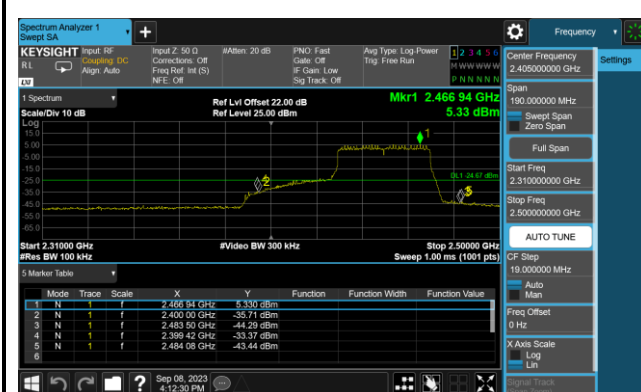 Spectrum Analyzer 1
Swept SA
+
Frequency
KEYSIGHT Input: RF
RL
Coupling: DC
Align: Auto
Input Z: 50 Ω
Corrections: Off
Freq Ref: Int (S)
NFE: Off
#Atten: 20 dB
PNO: Fast
Gate: Off
IF Gain: Low
Sig Track: Off
Avg Type: Log-Power
Trig: Free Run
1 2 3 4 5 6
M W W W W W
P N N N N N
1 Spectrum
Scale/Div 10 dB
Log
Ref Lvl Offset 22.00 dB
Ref Level 25.00 dBm
Mkr1 2.466 94 GHz
5.33 dBm
15.0
5.00
-5.00
-15.0
-25.0
-35.0
-45.0
-55.0
-65.0
1
2
DL1 -24.67 dBm
Start 2.31000 GHz
#Res BW 100 kHz
#Video BW 300 kHz
Stop 2.50000 GHz
Sweep 1.00 ms (1001 pts)
5 Marker Table
Mode Trace Scale X Y Function Function Width Function Value
1 N 1 f 2.466 94 GHz 5.330 dBm
2 N 1 f 2.400 00 GHz -35.71 dBm
3 N 1 f 2.483 50 GHz -44.29 dBm
4 N 1 f 2.399 42 GHz -33.37 dBm
5 N 1 f 2.484 08 GHz -43.44 dBm
6
Sep 08, 2023
4:12:30 PM
Center Frequency
2.405000000 GHz
Span
190.000000 MHz
Swept Span
Zero Span
Full Span
Start Freq
2.310000000 GHz
Stop Freq
2.500000000 GHz
AUTO TUNE
CF Step
19.000000 MHz
Auto
Man
Freq Offset
0 Hz
X Axis Scale
Log
Lin
Signal Track
Settings